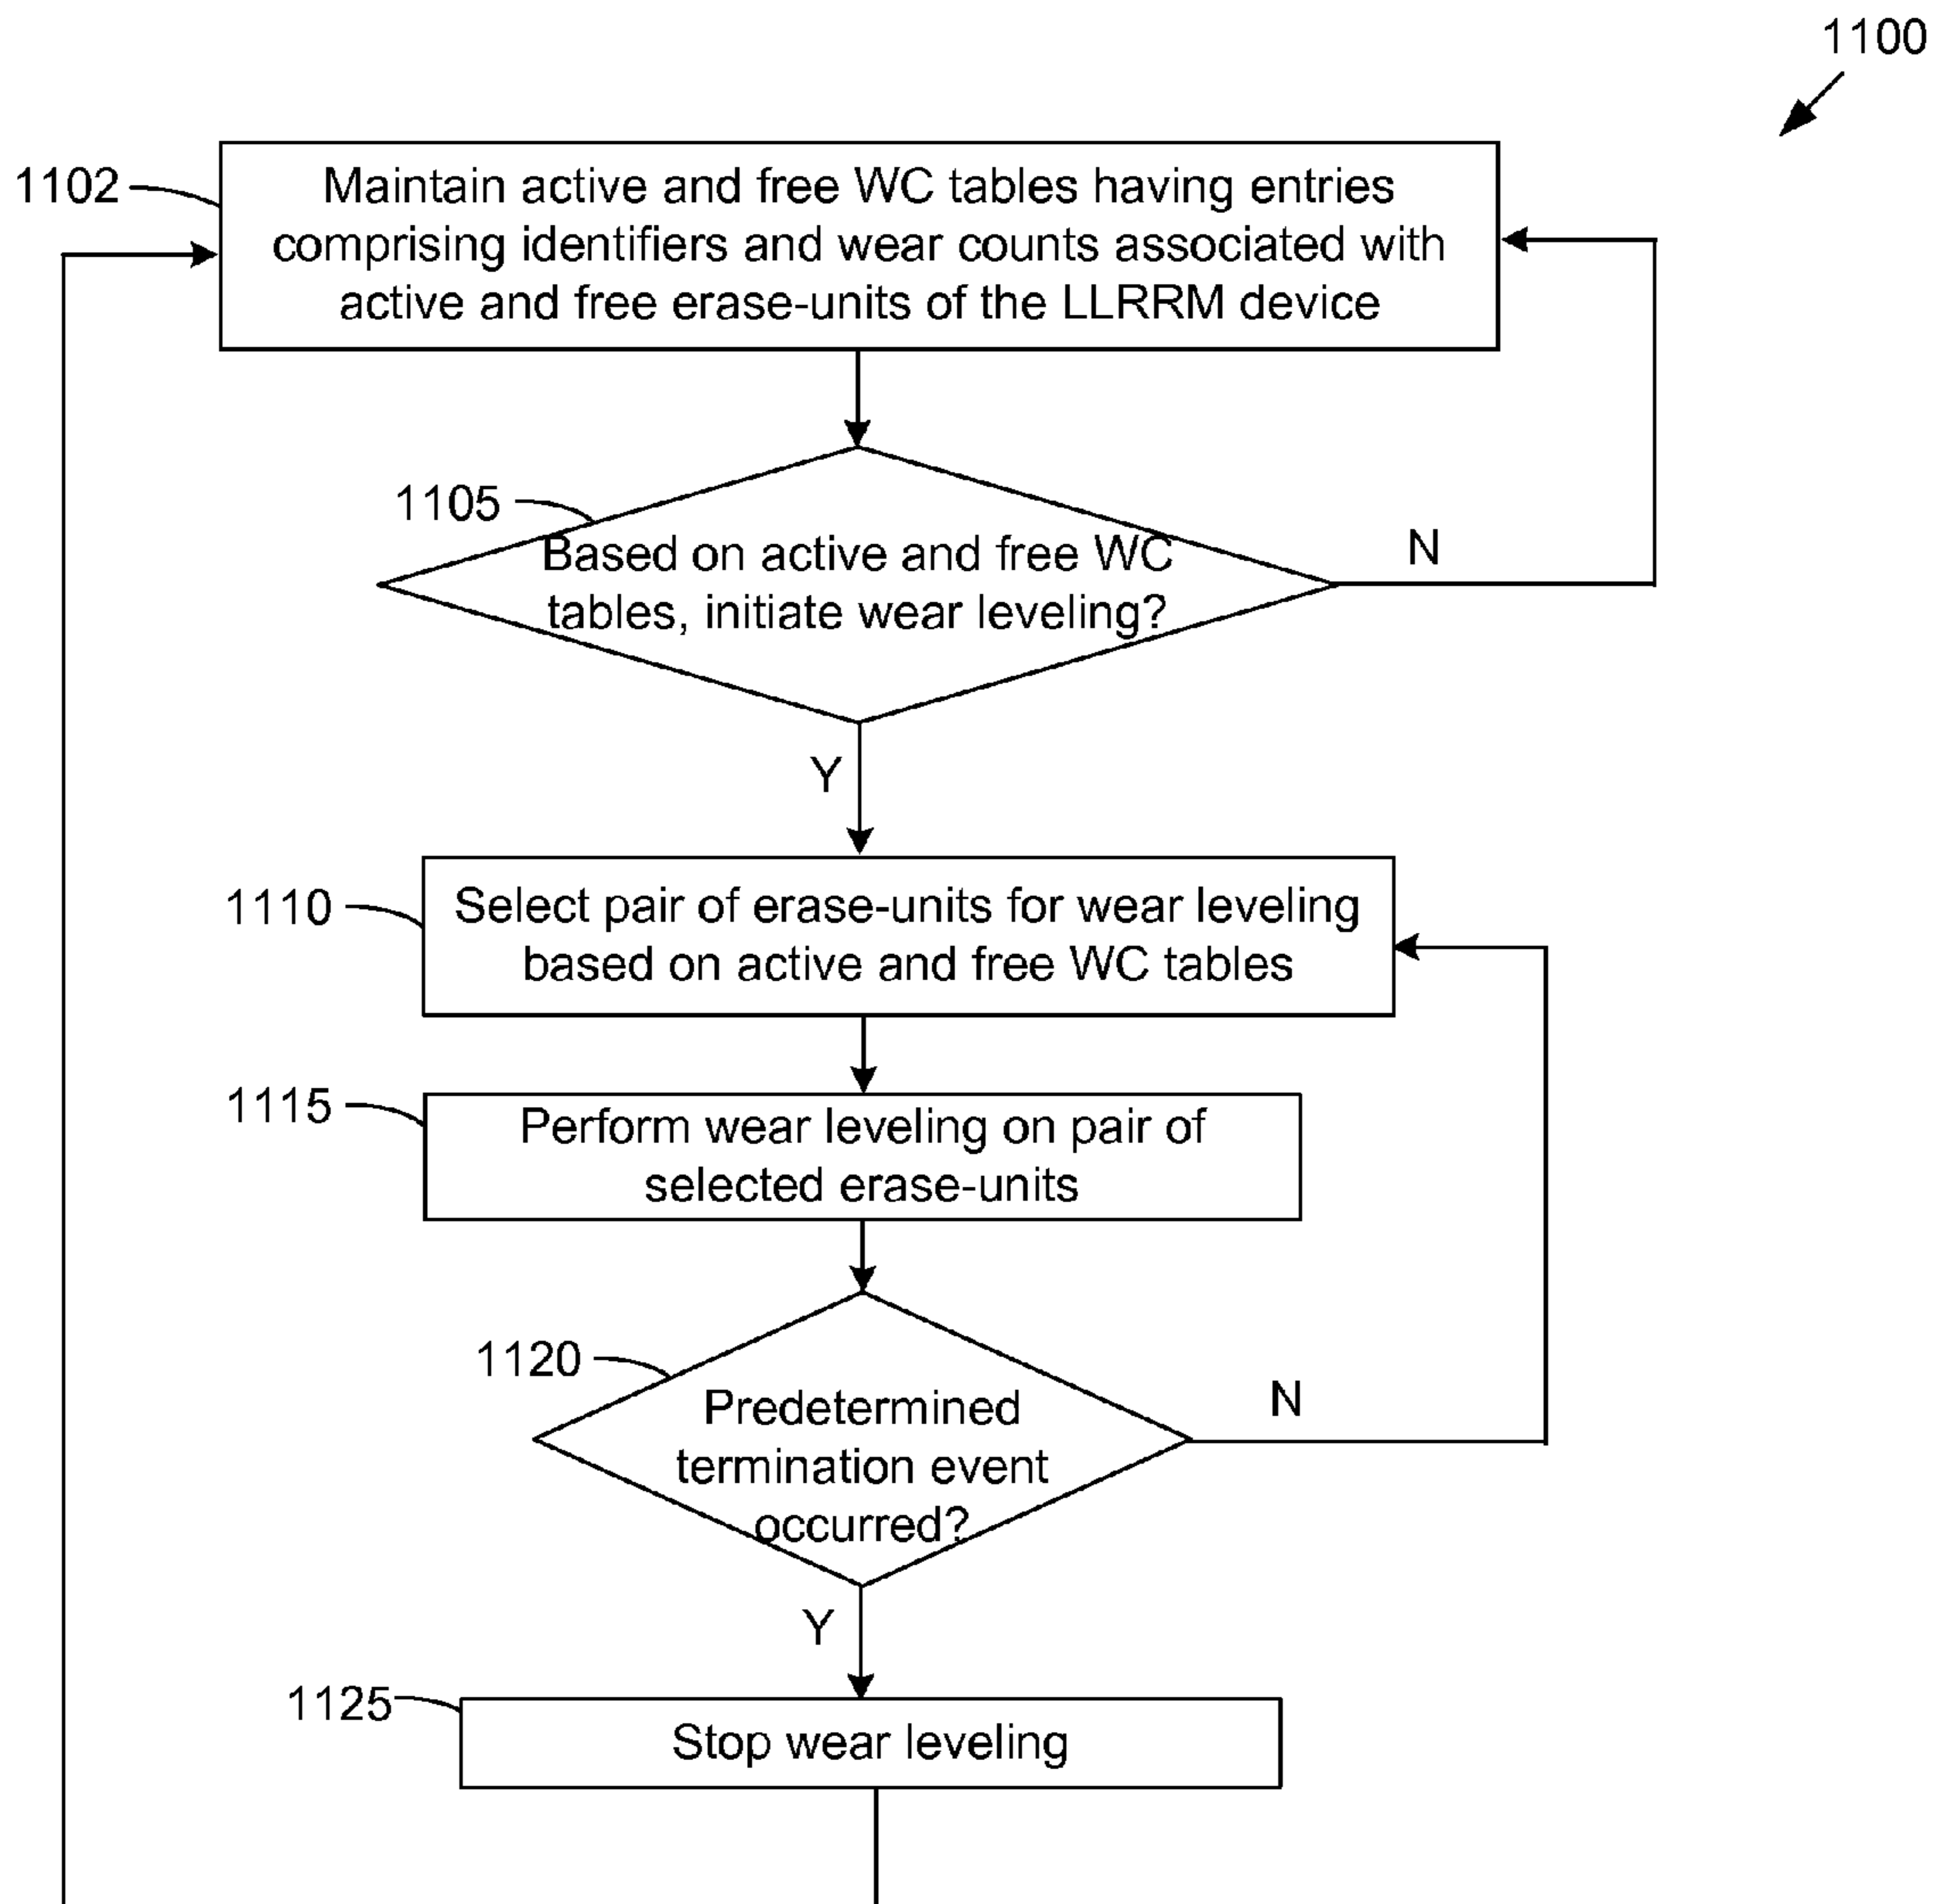 1100
1102
Maintain active and free WC tables having entries
comprising identifiers and wear counts associated with
active and free erase-units of the LLRRM device
1105
Based on active and free WC
tables, initiate wear leveling?
N
Y
1110
Select pair of erase-units for wear leveling
based on active and free WC tables
1115
Perform wear leveling on pair of
selected erase-units
1120
Predetermined
termination event
occurred?
N
Y
1125
Stop wear leveling